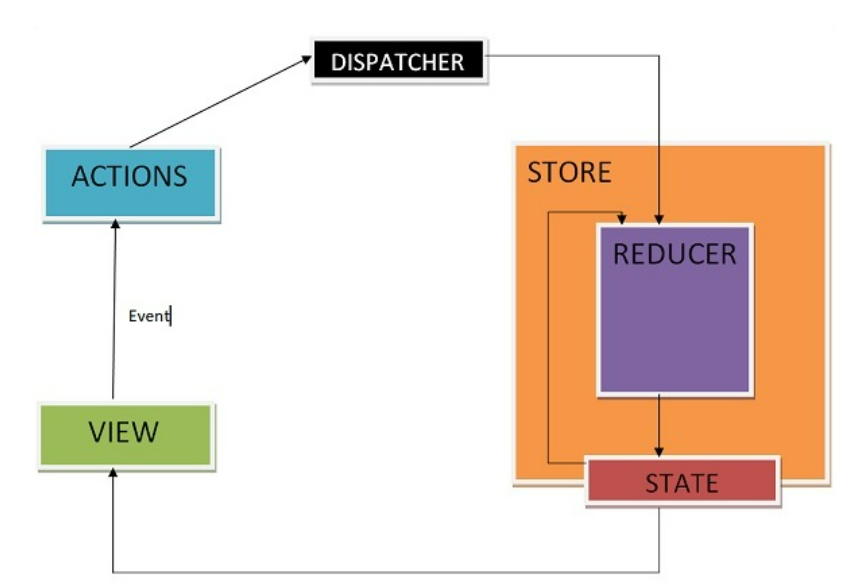 DISPATCHER
ACTIONS
STORE
REDUCER
Event
VIEW
STATE